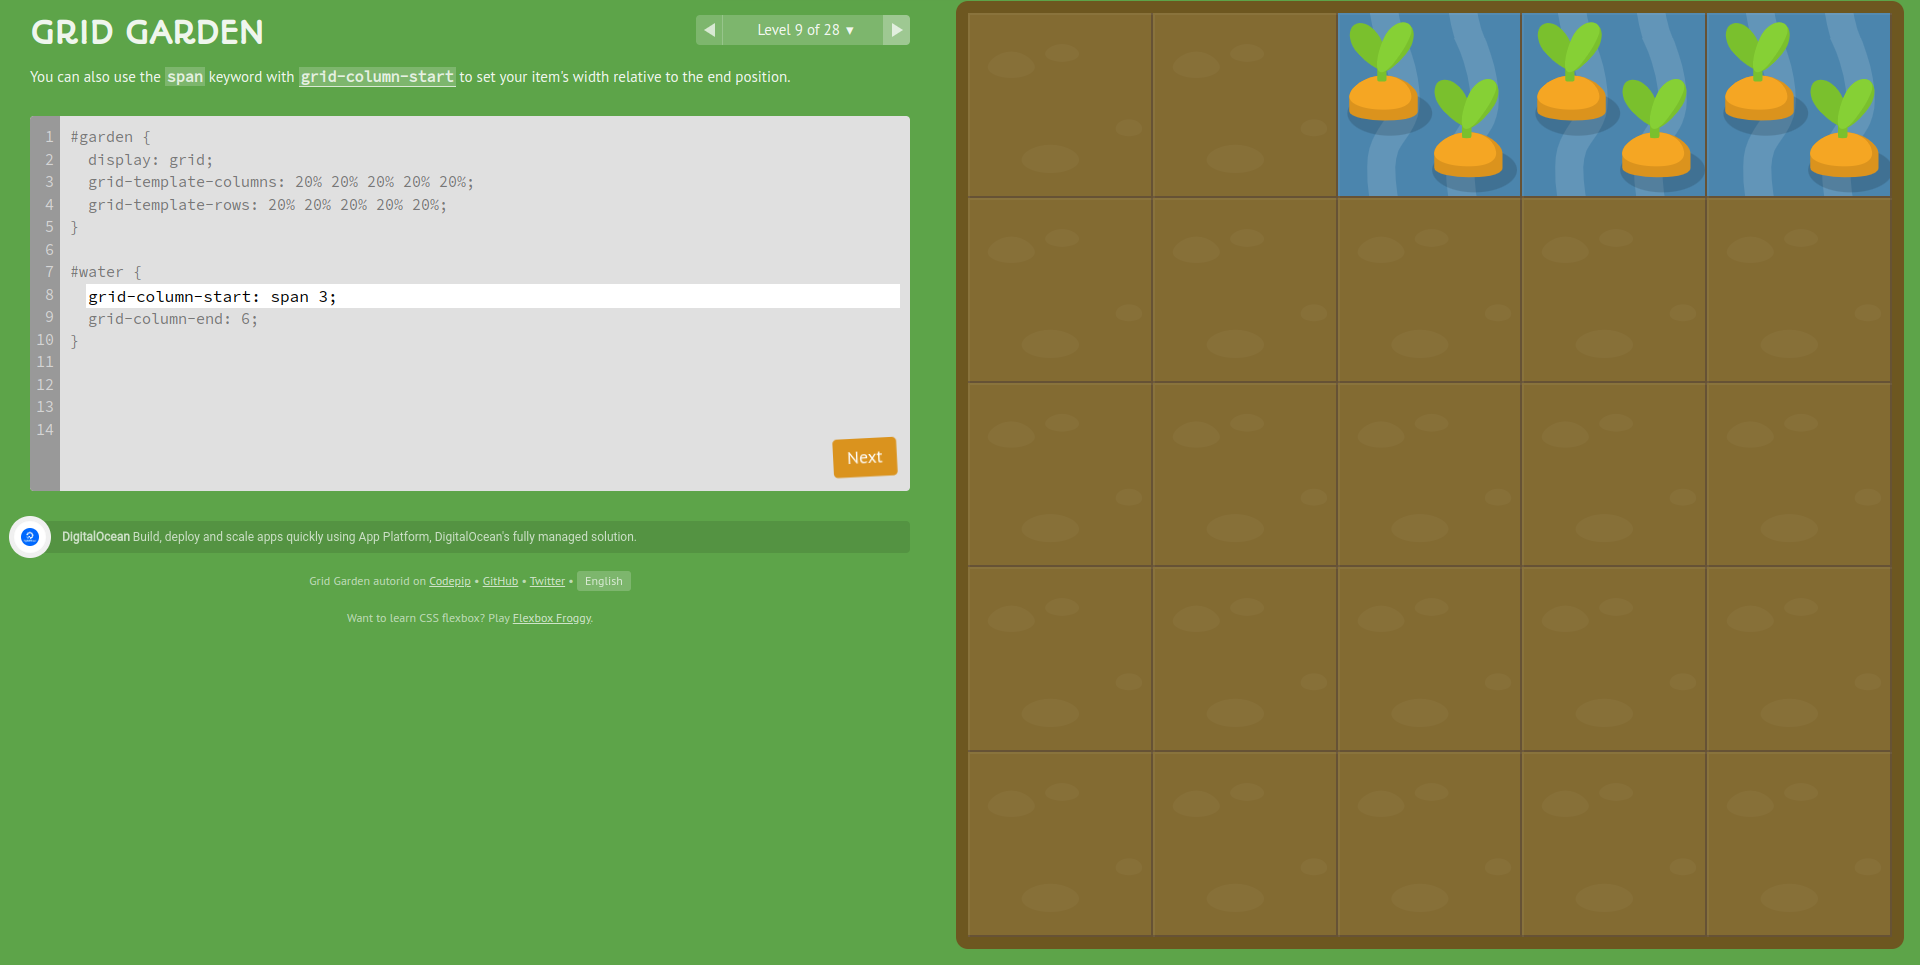 GRID GARDEN
◀ Level 9 of 28 ▾ ▶
You can also use the span keyword with grid-column-start to set your item's width relative to the end position.
1 #garden {
2 display: grid;
3 grid-template-columns: 20% 20% 20% 20% 20%;
4 grid-template-rows: 20% 20% 20% 20% 20%;
5 }
6
7 #water {
8 grid-column-start: span 3;
9 grid-column-end: 6;
10 }
11
12
13
14
Next
DigitalOcean Build, deploy and scale apps quickly using App Platform, DigitalOcean's fully managed solution.
Grid Garden autorid on Codepip • GitHub • Twitter • English
Want to learn CSS flexbox? Play Flexbox Froggy.